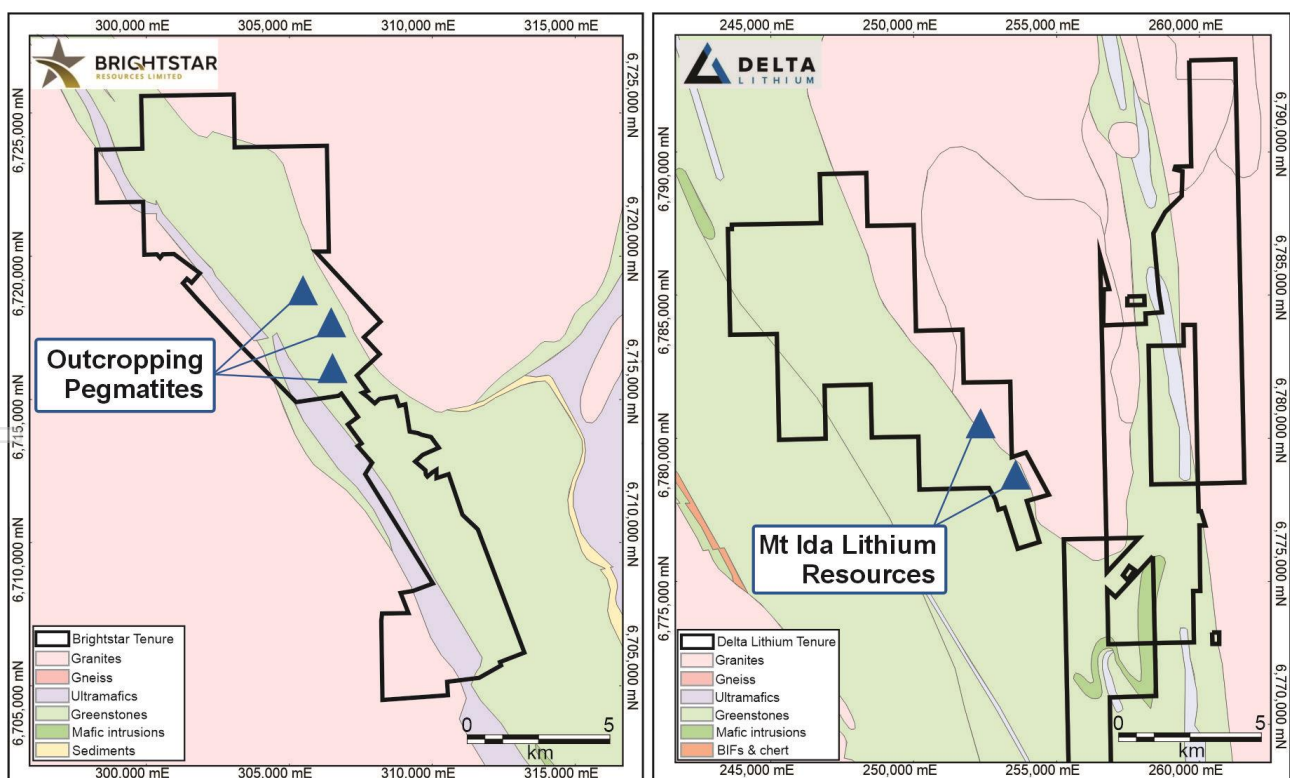 300,000 mE 305,000 mE 310,000 mE 315,000 mE
BRIGHTSTAR
RESOURCES LIMITED
6,725,000 mN
6,720,000 mN
6,715,000 mN
6,710,000 mN
6,705,000 mN
Outcropping
Pegmatites
Brightstar Tenure
Granites
Gneiss
Ultramafics
Greenstones
Mafic intrusions
Sediments
0 5
km
6,725,000 mN
6,720,000 mN
6,715,000 mN
6,710,000 mN
6,705,000 mN
300,000 mE 305,000 mE 310,000 mE 315,000 mE
245,000 mE 250,000 mE 255,000 mE 260,000 mE
DELTA
LITHIUM
6,790,000 mN
6,785,000 mN
6,780,000 mN
6,775,000 mN
Mt Ida Lithium
Resources
Delta Lithium Tenure
Granites
Gneiss
Ultramafics
Greenstones
Mafic intrusions
BIFs & chert
0 5
km
6,790,000 mN
6,785,000 mN
6,780,000 mN
6,775,000 mN
6,770,000 mN
245,000 mE 250,000 mE 255,000 mE 260,000 mE